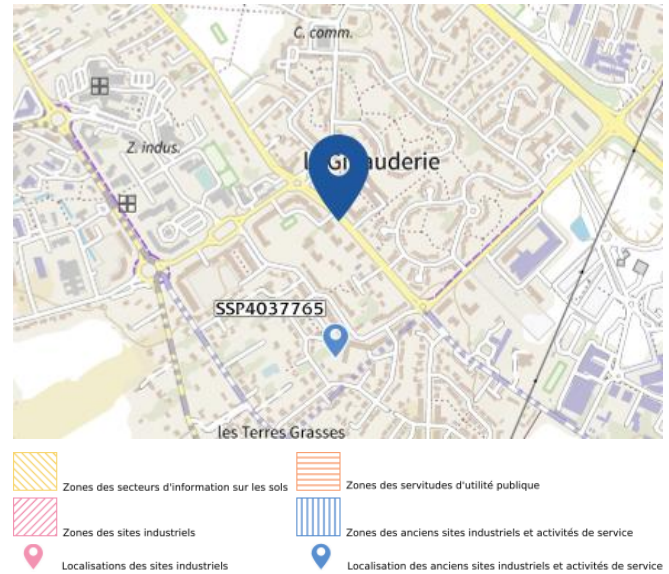 C. comm.
Z. indus.
SSP4037765
les Terres Grasses
Zones des secteurs d'information sur les sols
Zones des servitudes d'utilité publique
Zones des sites industriels
Zones des anciens sites industriels et activités de service
Localisations des sites industriels
Localisation des anciens sites industriels et activités de service